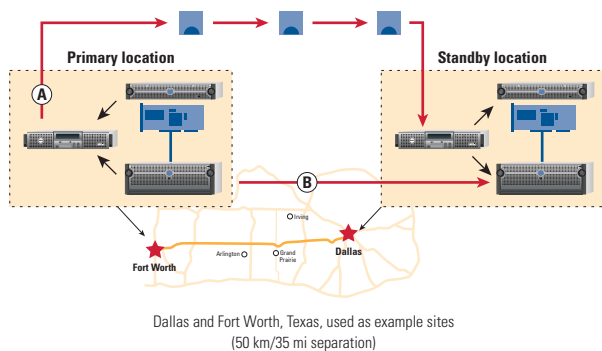 Primary location
Standby location
A
B
Irving
Fort Worth
Arlington
Grand
Prairie
Dallas
Dallas and Fort Worth, Texas, used as example sites
(50 km/35 mi separation)